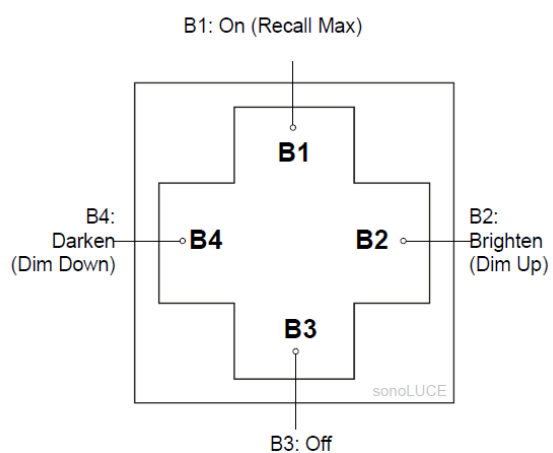 B1: On (Recall Max)
B1
B4:
Darken
(Dim Down)
B4
B2
B2:
Brighten
(Dim Up)
B3
sonoLUCE
B3: Off